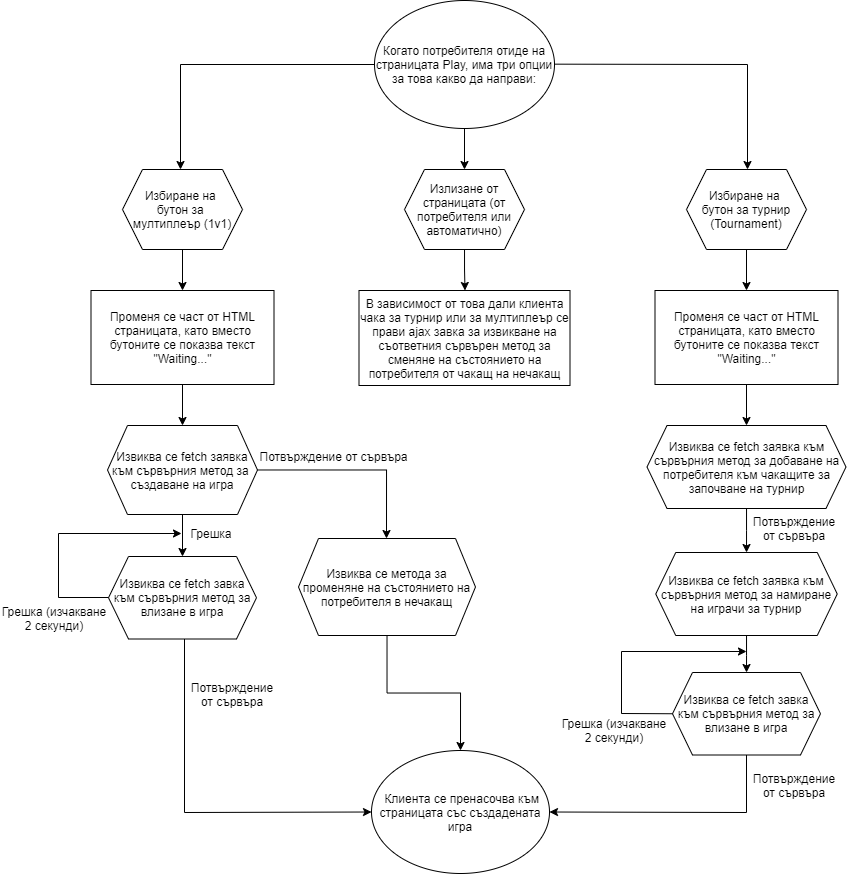 Когато потребителя отиде на
страницата Play, има три опции
за това какво да направи:
Избиране на
бутон за
мултиплеър (1v1)
Излизане от
страницата (от
потребителя или
автоматично)
Избиране на
бутон за турнир
(Tournament)
Променя се част от HTML
страницата, като вместо
бутоните се показва текст
"Waiting..."
В зависимост от това дали клиента
чака за турнир или за мултиплеър се
прави ajax завка за извикване на
съответния сървърен метод за
сменяне на състоянието на
потребителя от чакащ на нечакащ
Променя се част от HTML
страницата, като вместо
бутоните се показва текст
"Waiting..."
Извиква се fetch заявка
към сървърния метод за
създаване на игра
Потвърждение от сървъра
Грешка
Извиква се fetch завка
към сървърния метод за
влизане в игра
Грешка (изчакване
2 секунди)
Извиква се метода за
променяне на състоянието на
потребителя в нечакащ
Потвърждение
от сървъра
Извиква се fetch заявка към
сървърния метод за добаване на
потребителя към чакащите за
започване на турнир
Потвърждение
от сървъра
Извиква се fetch заявка към
сървърния метод за намиране
на играчи за турнир
Извиква се fetch завка
към сървърния метод за
влизане в игра
Грешка (изчакване
2 секунди)
Потвърждение
от сървъра
Клиента се пренасочва към
страницата със създадената
игра